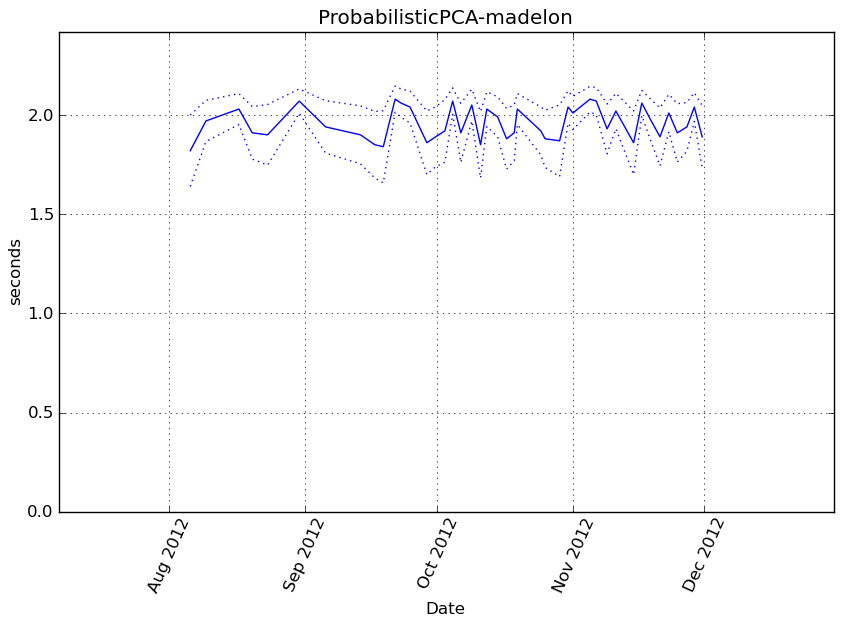 ProbabilisticPCA-madelon
2.0
1.5
1.0
0.5
0.0
seconds
Aug 2012
Sep 2012
Oct 2012
Nov 2012
Dec 2012
Date